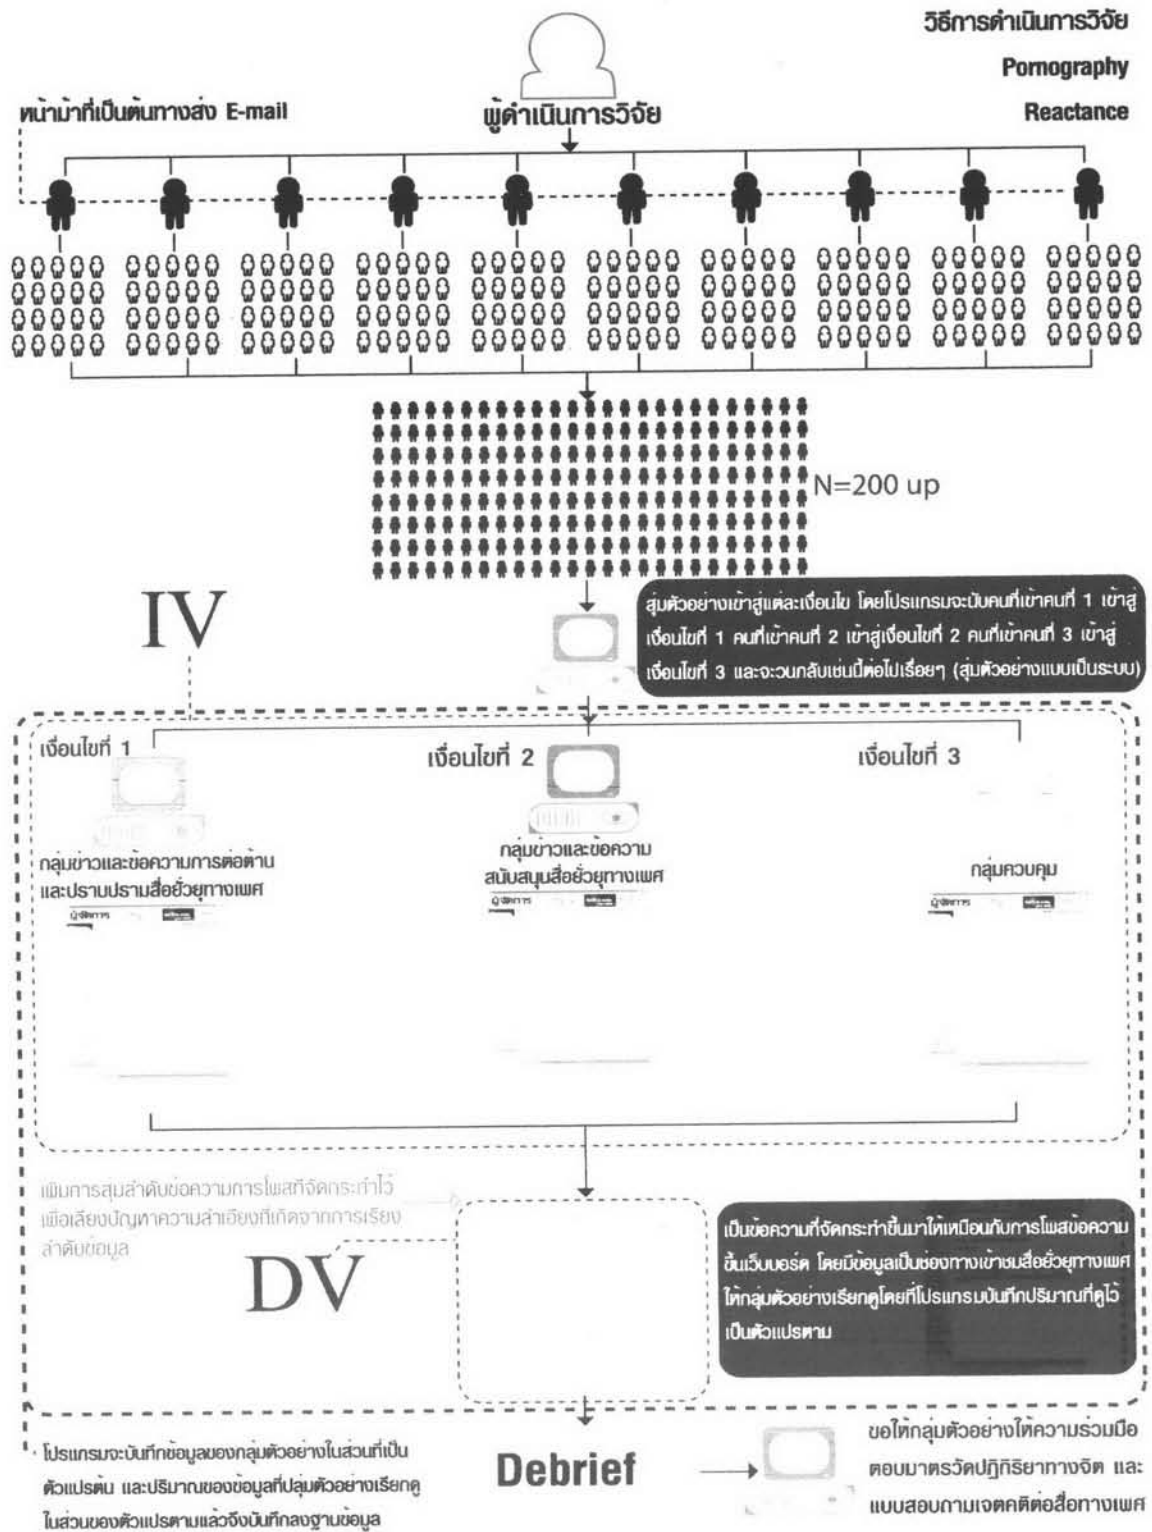 วิธีการดำเนินการวิจัย
Pornography
Reactance
หน้าม้าที่เป็นต้นทางส่ง E-mail
ผู้ดำเนินการวิจัย
N=200 up
สุ่มตัวอย่างเข้าสู่แต่ละเงื่อนไข โดยโปรแกรมจะนับคนที่เข้าคนที่ 1 เข้าสู่
เงื่อนไขที่ 1 คนที่เข้าคนที่ 2 เข้าสู่เงื่อนไขที่ 2 คนที่เข้าคนที่ 3 เข้าสู่
เงื่อนไขที่ 3 และจะวนกลับเช่นนี้ต่อไปเรื่อยๆ (สุ่มตัวอย่างแบบเป็นระบบ)
IV
เงื่อนไขที่ 1
เงื่อนไขที่ 2
เงื่อนไขที่ 3
กลุ่มข่าวและข้อความการต่อต้าน
และปราบปรามสื่อยั่วยุทางเพศ
กลุ่มข่าวและข้อความ
สนับสนุนสื่อยั่วยุทางเพศ
กลุ่มควบคุม
ผู้จัดการ
ผู้จัดการ
ผู้จัดการ
เพิ่มการสุ่มลำดับข้อความการโพสที่จัดกระทำไว้
เพื่อเลี่ยงปัญหาความลำเอียงที่เกิดจากการเรียง
ลำดับข้อมูล
DV
เป็นข้อความที่จัดกระทำขึ้นมาให้เหมือนกับการโพสข้อความ
ขึ้นเว็บบอร์ด โดยมีข้อมูลเป็นช่องทางเข้าชมสื่อยั่วยุทางเพศ
ให้กลุ่มตัวอย่างเรียกดูโดยที่โปรแกรมบันทึกปริมาณที่ดูไว้
เป็นตัวแปรตาม
โปรแกรมจะบันทึกข้อมูลของกลุ่มตัวอย่างในส่วนที่เป็น
ตัวแปรต้น และปริมาณของข้อมูลที่ปลุ่มตัวอย่างเรียกดู
ในส่วนของตัวแปรตามแล้วจึงบันทึกลงฐานข้อมูล
Debrief
ขอให้กลุ่มตัวอย่างให้ความร่วมมือ
ตอบมาตรวัดปฏิกิริยาทางจิต และ
แบบสอบถามเจตคติต่อสื่อทางเพศ